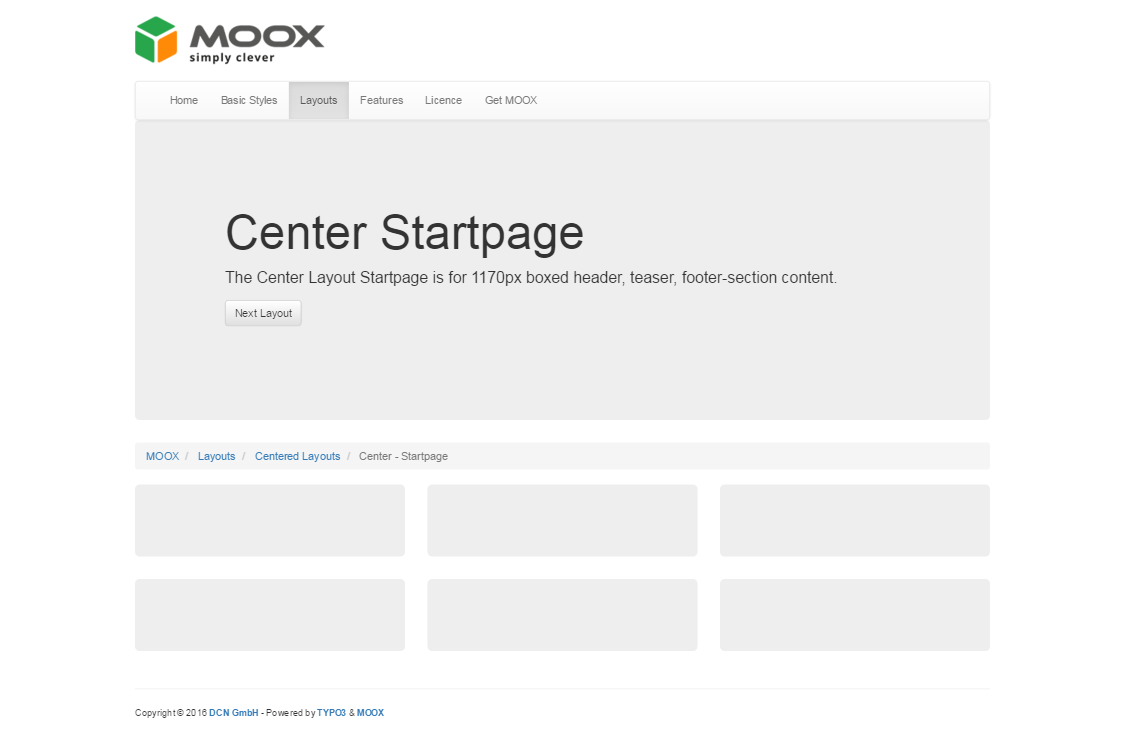 MOOX
simply clever
Home Basic Styles Layouts Features Licence Get MOOX
Center Startpage
The Center Layout Startpage is for 1170px boxed header, teaser, footer-section content.
Next Layout
MOOX / Layouts / Centered Layouts / Center - Startpage
Copyright © 2016 DCN GmbH - Powered by TYPO3 & MOOX